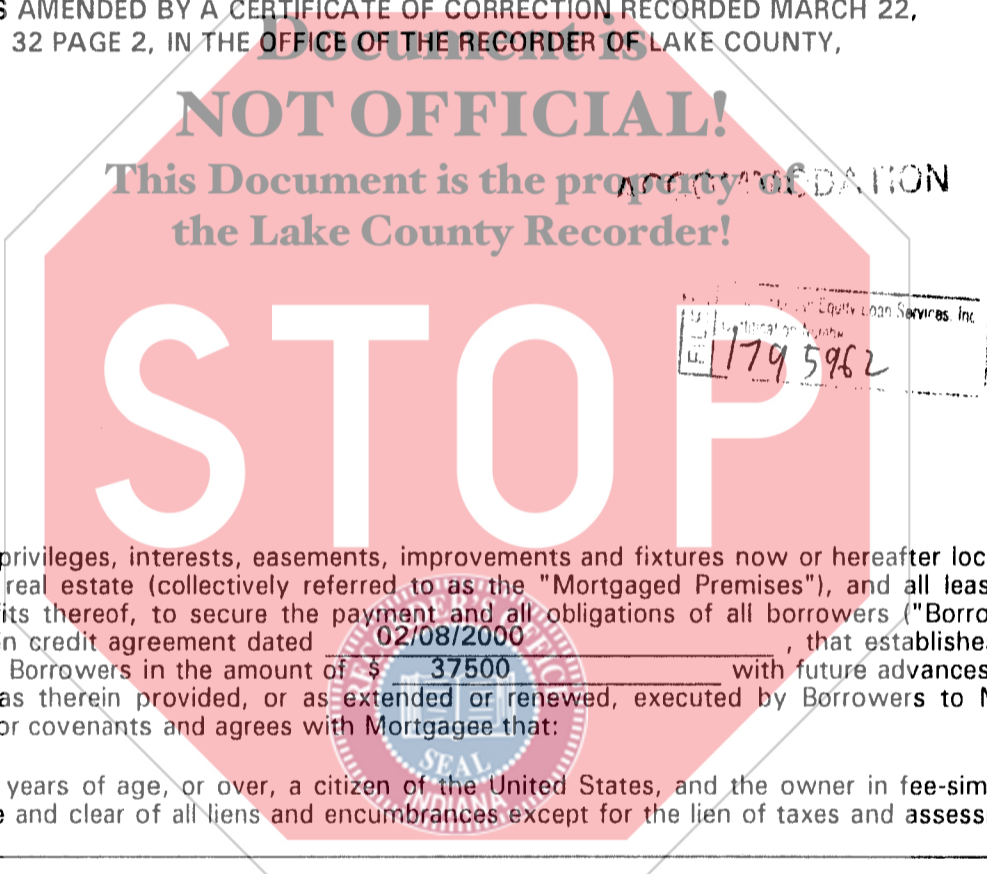 S AMENDED BY A CERTIFICATE OF CORRECTION RECORDED MARCH 22,
32 PAGE 2, IN THE OFFICE OF THE RECORDER OF LAKE COUNTY,
Document is
NOT OFFICIAL!
This Document is the property of
the Lake County Recorder!
STOP
Equity Loan Services, Inc
FILE
1795962
privileges, interests, easements, improvements and fixtures now or hereafter loc
real estate (collectively referred to as the "Mortgaged Premises"), and all leas
its thereof, to secure the payment and all obligations of all borrowers ("Borro
n credit agreement dated 02/08/2000 , that establishe
Borrowers in the amount of $ 37500 with future advances
as therein provided, or as extended or renewed, executed by Borrowers to
or covenants and agrees with Mortgagee that:
SEAL
INDIANA
years of age, or over, a citizen of the United States, and the owner in fee-sim
e and clear of all liens and encumbrances except for the lien of taxes and assess